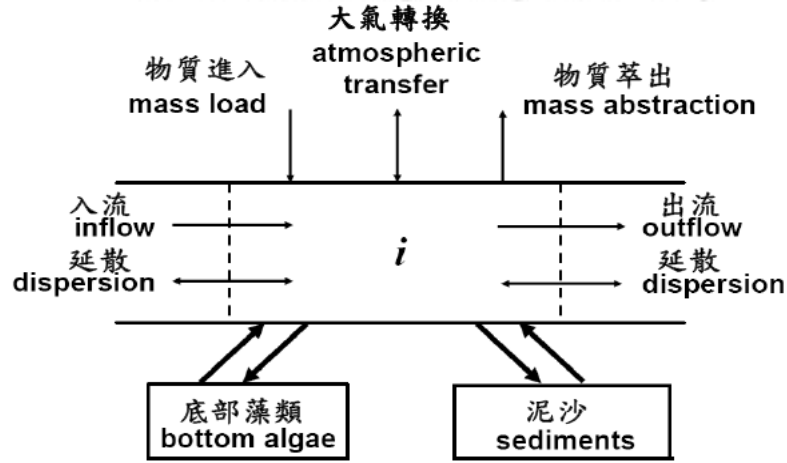 大氣轉換
atmospheric
transfer
物質進入
mass load
物質萃出
mass abstraction
入流
inflow
延散
dispersion
i
出流
outflow
延散
dispersion
底部藻類
bottom algae
泥沙
sediments